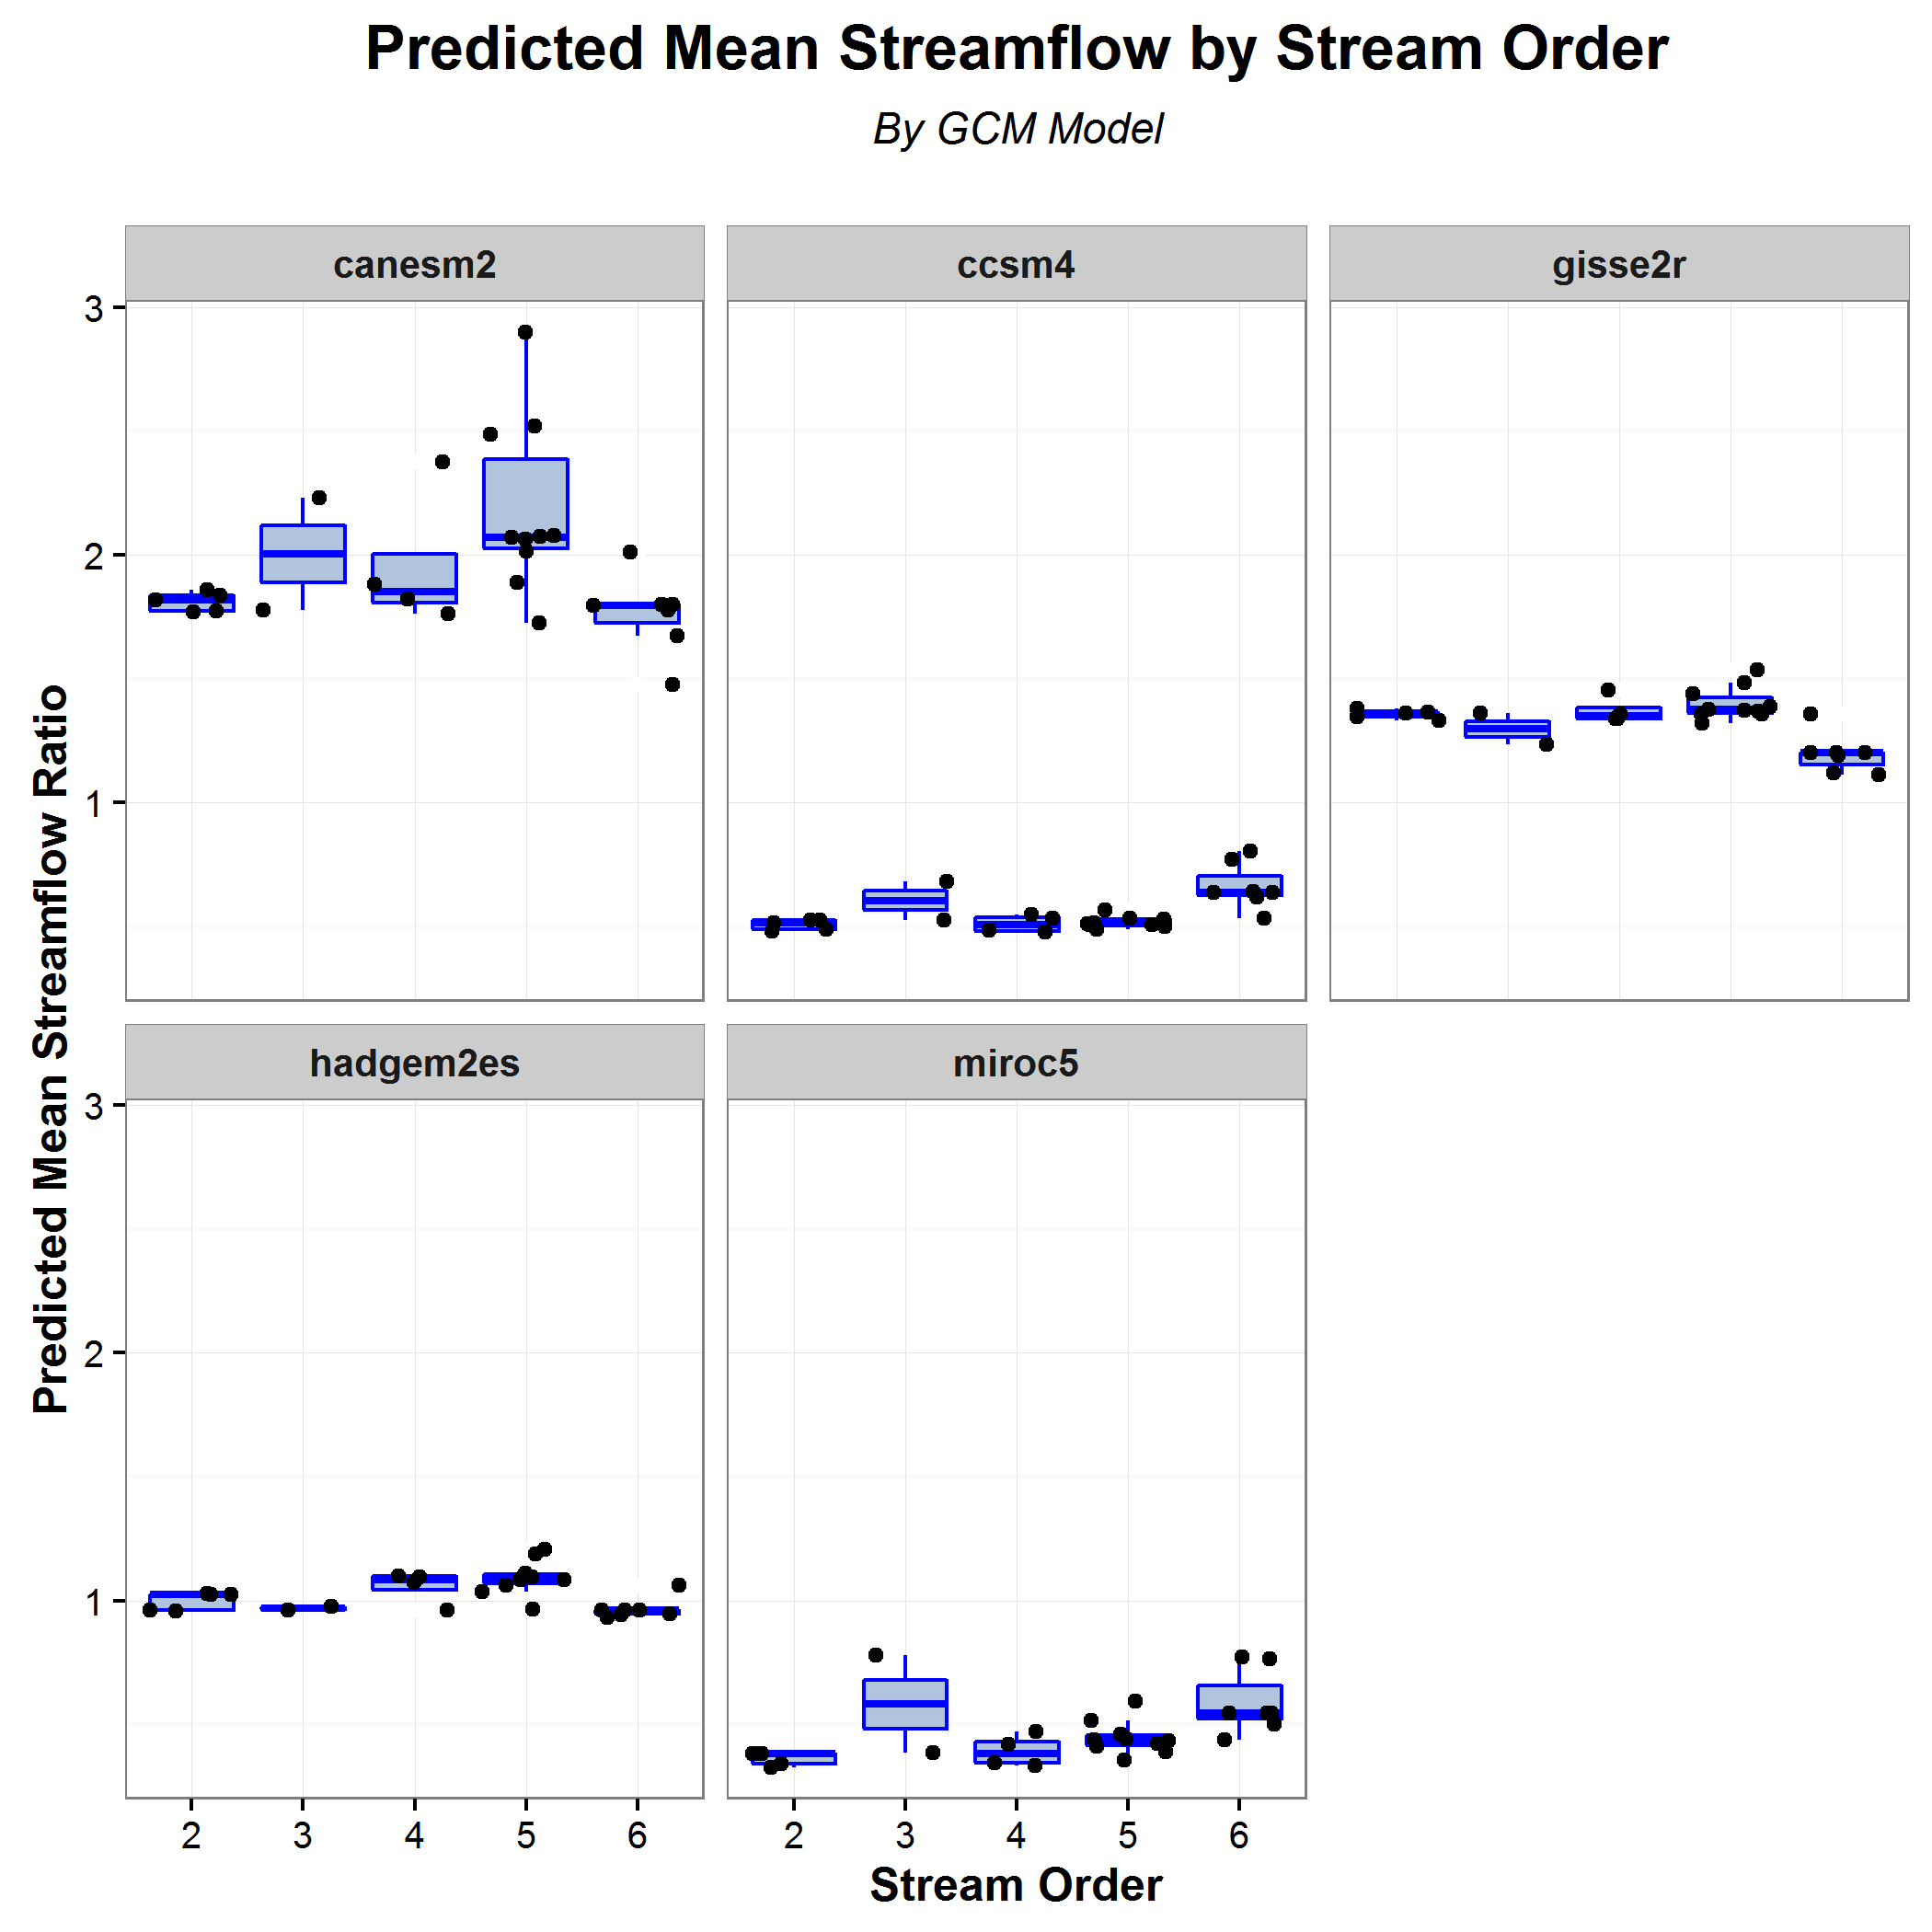 Predicted Mean Streamflow by Stream Order
By GCM Model
canesm2
ccsm4
gisse2r
3
2
1
hadgem2es
miroc5
3
2
1
2 3 4 5 6
2 3 4 5 6
Stream Order
Predicted Mean Streamflow Ratio